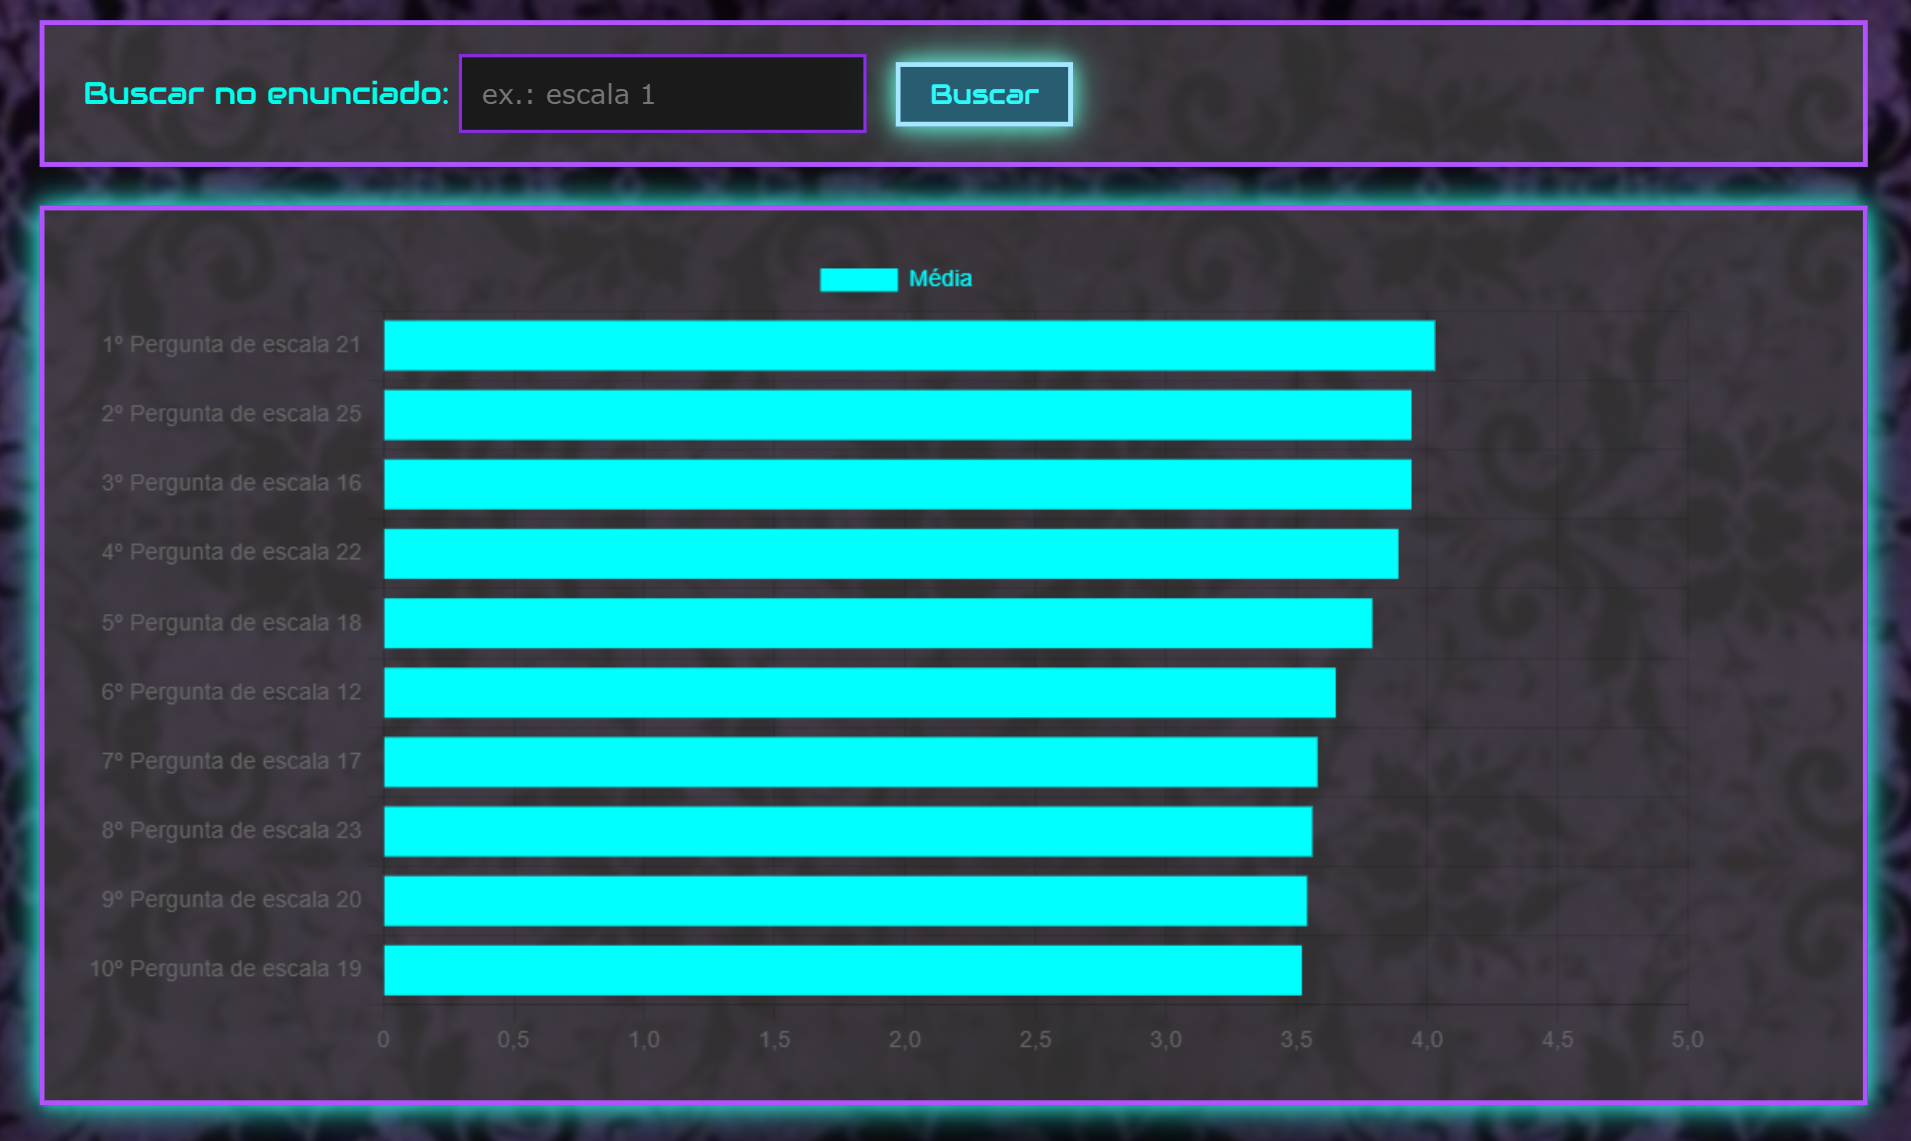 Buscar no enunciado: ex.: escala 1 Buscar
Média
1º Pergunta de escala 21
2º Pergunta de escala 25
3º Pergunta de escala 16
4º Pergunta de escala 22
5º Pergunta de escala 18
6º Pergunta de escala 12
7º Pergunta de escala 17
8º Pergunta de escala 23
9º Pergunta de escala 20
10º Pergunta de escala 19
0 0,5 1,0 1,5 2,0 2,5 3,0 3,5 4,0 4,5 5,0